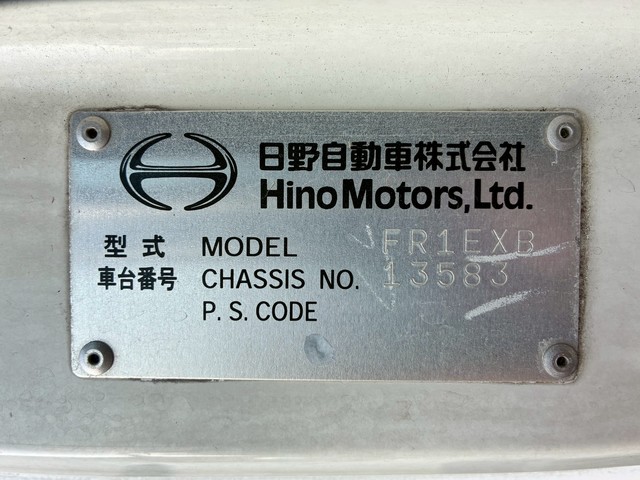 日野自動車株式会社
Hino Motors, Ltd.
型式 MODEL FR1EXB
車台番号 CHASSIS NO. 13583
P.S.CODE